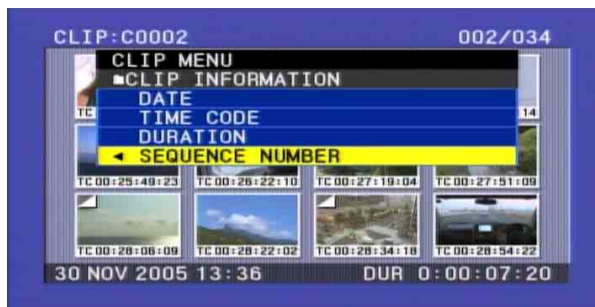 CLIP:C0002 002/034
CLIP MENU
CLIP INFORMATION
DATE
TIME CODE
DURATION
SEQUENCE NUMBER
TC 14
TC 00:25:49:23 TC 00:26:22:10 TC 00:27:19:04 TC 00:27:51:09
TC 00:28:06:09 TC 00:28:22:02 TC 00:28:34:18 TC 00:28:54:22
30 NOV 2005 13:36 DUR 0:00:07:20